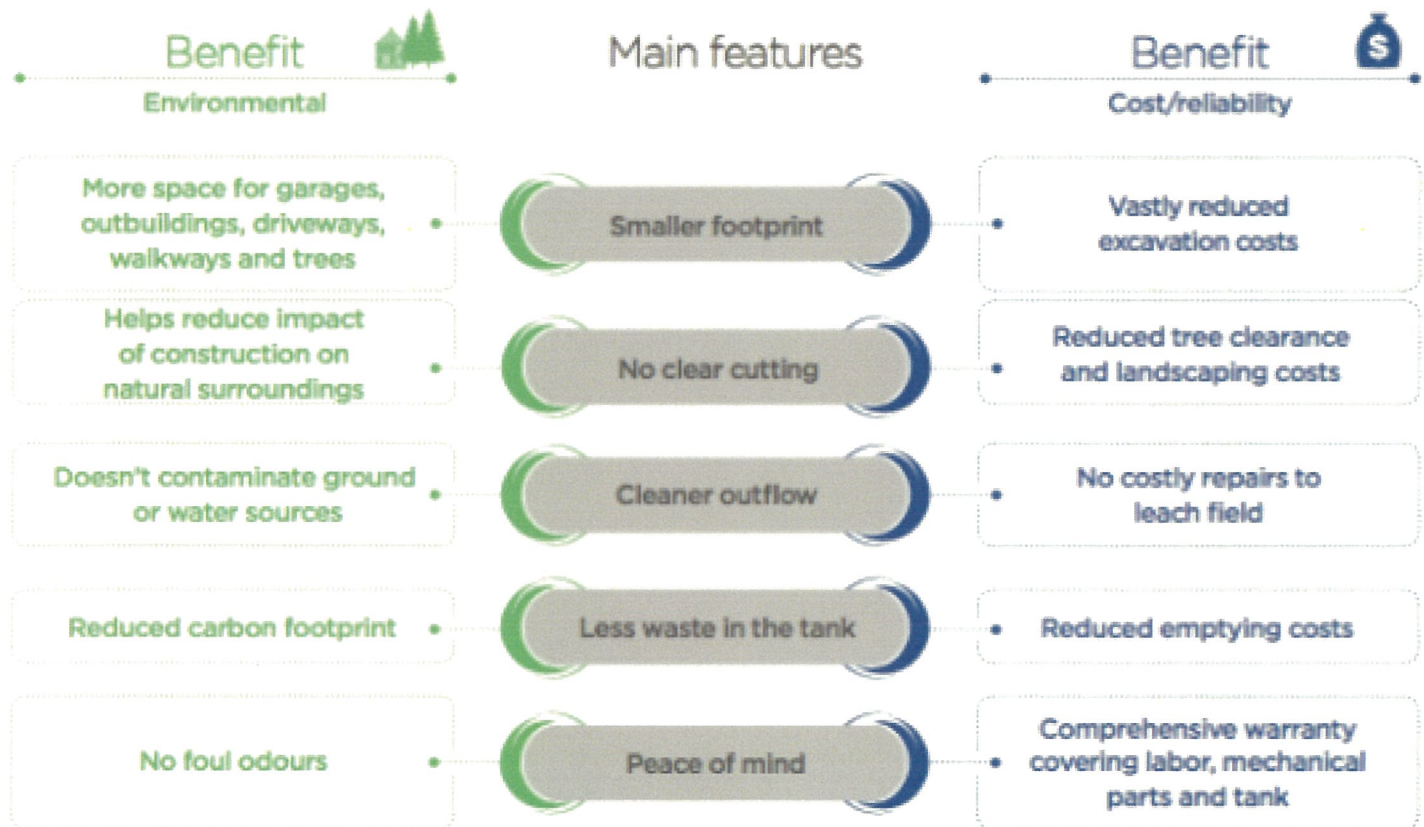 Benefit
Environmental
Main features
Benefit
$
Cost/reliability
More space for garages,
outbuildings, driveways,
walkways and trees
Smaller footprint
Vastly reduced
excavation costs
Helps reduce impact
of construction on
natural surroundings
No clear cutting
Reduced tree clearance
and landscaping costs
Doesn't contaminate ground
or water sources
Cleaner outflow
No costly repairs to
leach field
Reduced carbon footprint
Less waste in the tank
Reduced emptying costs
No foul odours
Peace of mind
Comprehensive warranty
covering labor, mechanical
parts and tank